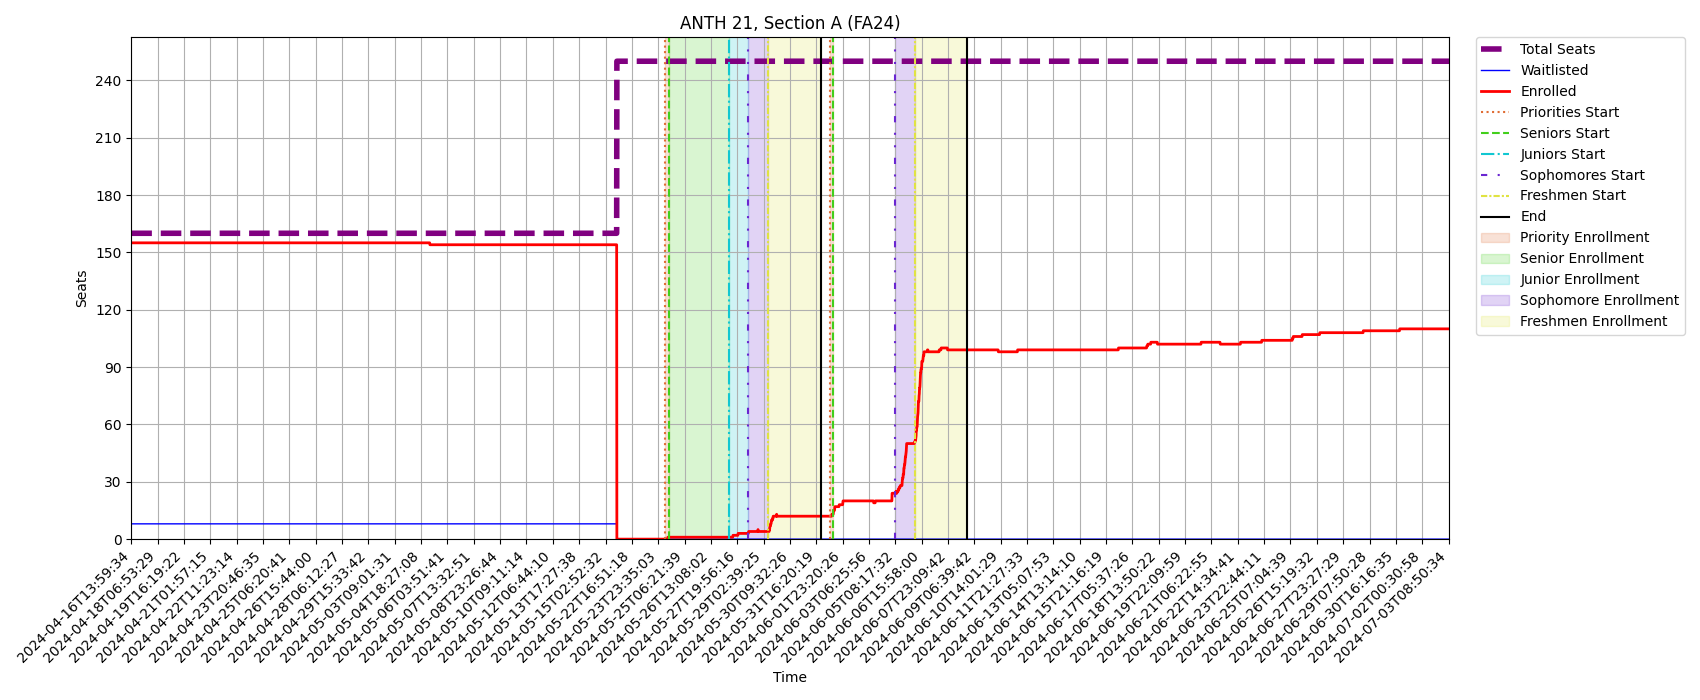 ANTH 21, Section A (FA24)
Total Seats
Waitlisted
Enrolled
Priorities Start
Seniors Start
Juniors Start
Sophomores Start
Freshmen Start
End
Priority Enrollment
Senior Enrollment
Junior Enrollment
Sophomore Enrollment
Freshmen Enrollment
Seats
240
210
180
150
120
90
60
30
0
2024-04-16T13:59:34
2024-04-18T06:53:29
2024-04-19T16:19:22
2024-04-21T01:57:15
2024-04-22T11:23:14
2024-04-23T20:46:35
2024-04-25T06:20:41
2024-04-26T15:44:00
2024-04-28T06:12:27
2024-04-29T15:33:42
2024-05-03T09:01:31
2024-05-04T18:27:08
2024-05-06T03:51:41
2024-05-07T13:32:51
2024-05-08T23:26:44
2024-05-10T09:11:14
2024-05-12T06:44:10
2024-05-13T17:27:38
2024-05-15T02:52:32
2024-05-22T16:51:18
2024-05-23T23:35:03
2024-05-25T06:21:39
2024-05-26T13:08:02
2024-05-27T19:56:16
2024-05-29T02:39:25
2024-05-30T09:32:26
2024-05-31T16:20:19
2024-06-01T23:20:26
2024-06-03T06:25:56
2024-06-05T08:17:32
2024-06-06T15:58:00
2024-06-07T23:09:42
2024-06-09T06:39:42
2024-06-10T14:01:29
2024-06-11T21:27:33
2024-06-13T05:07:53
2024-06-14T13:14:10
2024-06-15T21:16:19
2024-06-17T05:37:26
2024-06-18T13:50:22
2024-06-19T22:09:59
2024-06-21T06:22:55
2024-06-22T14:34:41
2024-06-23T22:44:11
2024-06-25T07:04:39
2024-06-26T15:19:32
2024-06-27T23:27:29
2024-06-29T07:50:28
2024-06-30T16:16:35
2024-07-02T00:30:58
2024-07-03T08:50:34
Time